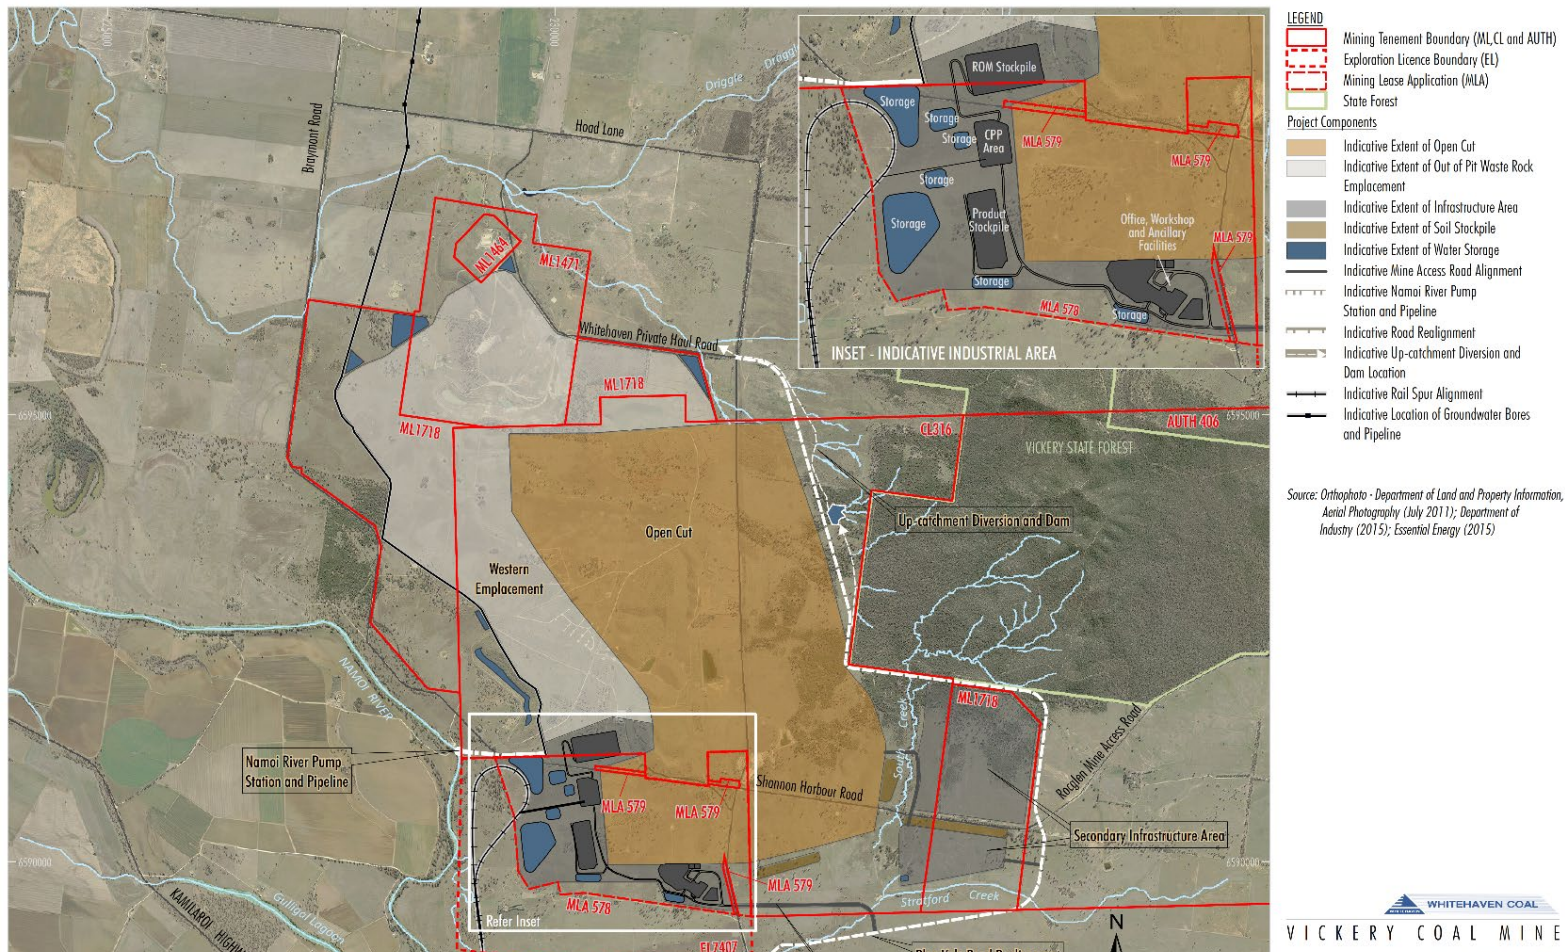 LEGEND
Mining Tenement Boundary (ML,CL and AUTH)
Exploration Licence Boundary (EL)
Mining Lease Application (MLA)
State Forest
Project Components
Indicative Extent of Open Cut
Indicative Extent of Out of Pit Waste Rock
Emplacement
Indicative Extent of Infrastructure Area
Indicative Extent of Soil Stockpile
Indicative Extent of Water Storage
Indicative Mine Access Road Alignment
Indicative Namoi River Pump
Station and Pipeline
Indicative Road Realignment
Indicative Up-catchment Diversion and
Dam Location
Indicative Rail Spur Alignment
Indicative Location of Groundwater Bores
and Pipeline
Source: Orthophoto - Department of Land and Property Information,
Aerial Photography (July 2011); Department of
Industry (2015); Essential Energy (2015)
WHITEHAVEN COAL
VICKERY COAL MINE
230000
Braymont Road
Hoad Lane
Driggle
Draggle
ROM Stockpile
Storage
Storage
Storage
CPP
Area
MLA 579
MLA 579
Storage
Storage
Product
Stockpile
Office, Workshop
and Ancillary
Facilities
MLA 579
Storage
MLA 578
Storage
INSET - INDICATIVE INDUSTRIAL AREA
ML1464
ML1471
Whitehaven Private Haul Road
ML1718
ML1718
6595000
6595000
CL316
AUTH 406
VICKERY STATE FOREST
Up-catchment Diversion and Dam
Open Cut
Western
Emplacement
NAMOI RIVER
South
Creek
ML1718
Rocglen Mine Access Road
Namoi River Pump
Station and Pipeline
Shannon Harbour Road
MLA 579
MLA 579
Secondary Infrastructure Area
6590000
6590000
MLA 579
MLA 578
Stratford Creek
Refer Inset
KAMILAROI HIGHW
Gulligal Lagoon
EL7407
N